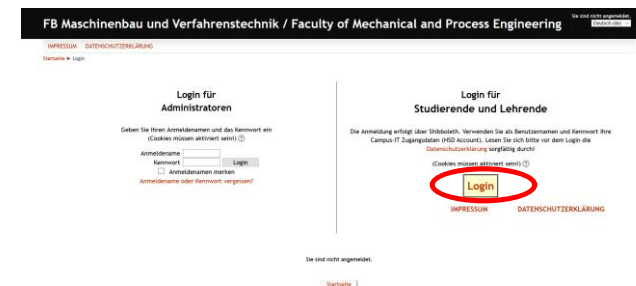 FB Maschinenbau und Verfahrenstechnik / Faculty of Mechanical and Process Engineering
Sie sind nicht angemeldet.
Deutsch (de)
IMPRESSUM DATENSCHUTZERKLÄRUNG
Startseite ► Login
Login für
Administratoren
Geben Sie Ihren Anmeldenamen und das Kennwort ein
(Cookies müssen aktiviert sein!)
Anmeldename
Kennwort Login
Anmeldenamen merken
Anmeldename oder Kennwort vergessen?
Login für
Studierende und Lehrende
Die Anmeldung erfolgt über Shibboleth. Verwenden Sie als Benutzernamen und Kennwort Ihre
Campus-IT Zugangsdaten (HSD Account). Lesen Sie sich bitte vor dem Login die
Datenschutzerklärung sorgfältig durch!
(Cookies müssen aktiviert sein!)
Login
IMPRESSUM DATENSCHUTZERKLÄRUNG
Sie sind nicht angemeldet.
Startseite